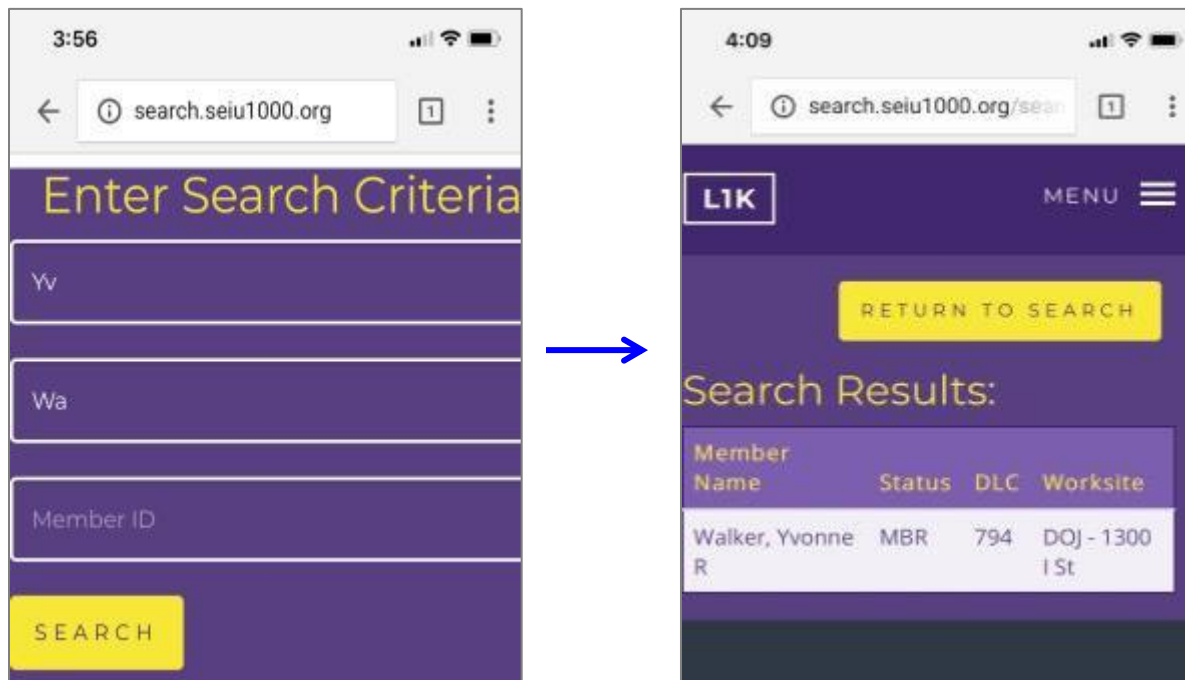 3:56
search.seiu1000.org
1
Enter Search Criteria
Yv
Wa
Member ID
SEARCH
4:09
search.seiu1000.org/sear
1
L1K
MENU
RETURN TO SEARCH
Search Results:
Member
Name Status DLC Worksite
Walker, Yvonne MBR 794 DOJ - 1300
R I St